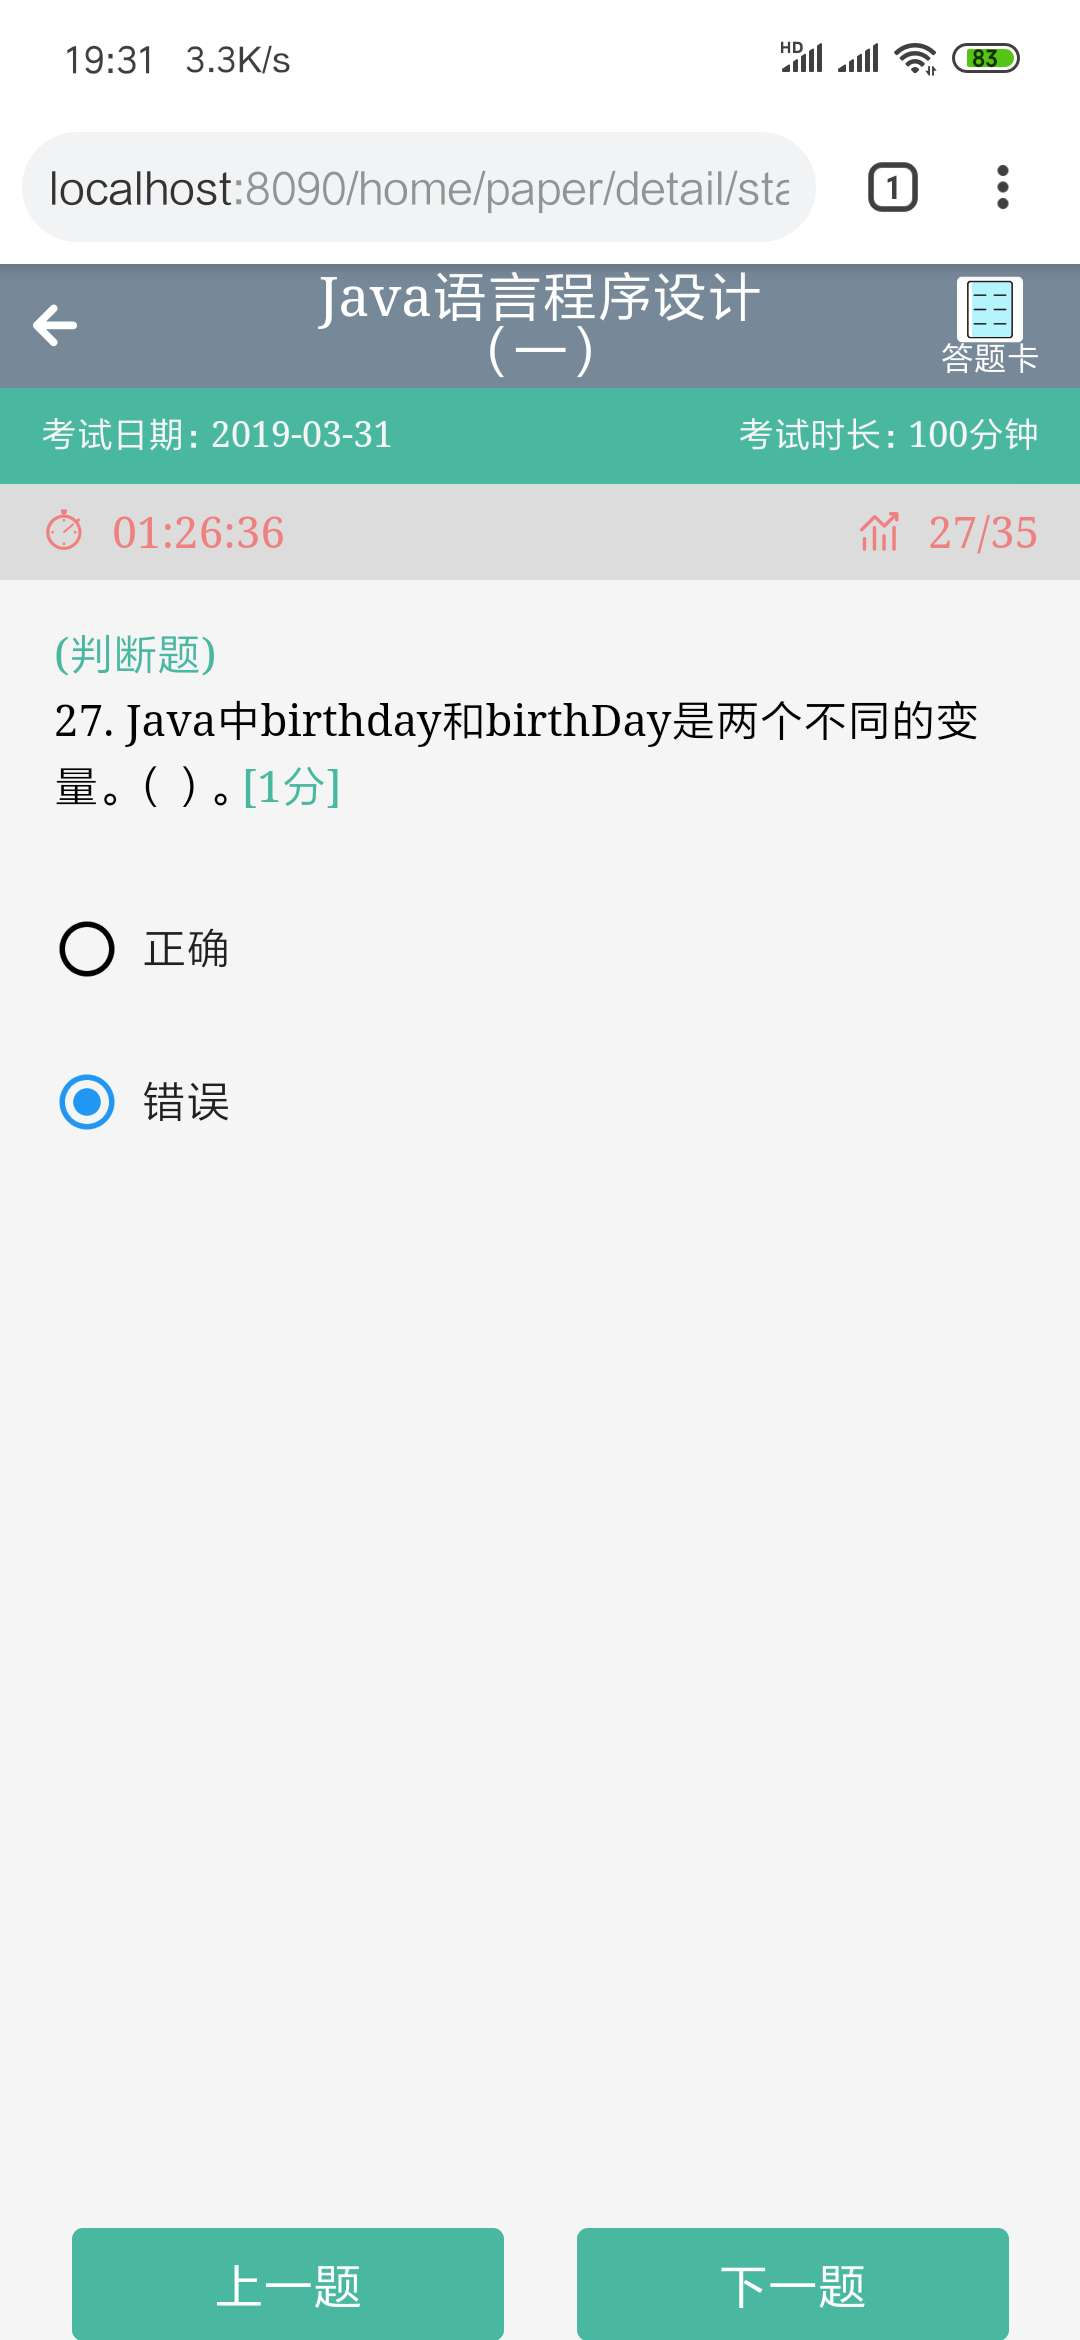 19:31 3.3K/s HD 83
localhost:8090/home/paper/detail/sta
1
Java语言程序设计
（一）
答题卡
考试日期：2019-03-31 考试时长：100分钟
01:26:36 27/35
(判断题)
27. Java中birthday和birthDay是两个不同的变
量。（ ）。[1分]
正确
错误
上一题 下一题